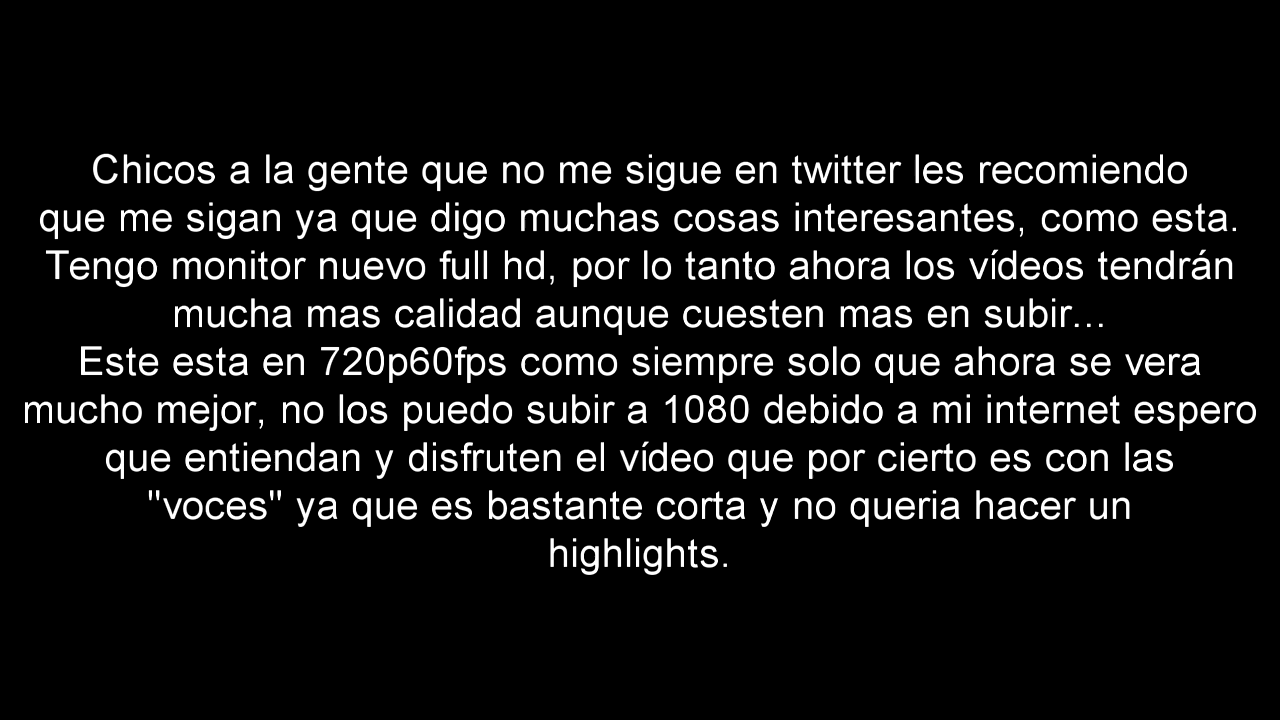 Chicos a la gente que no me sigue en twitter les recomiendo
que me sigan ya que digo muchas cosas interesantes, como esta.
Tengo monitor nuevo full hd, por lo tanto ahora los vídeos tendrán
mucha mas calidad aunque cuesten mas en subir...
Este esta en 720p60fps como siempre solo que ahora se vera
mucho mejor, no los puedo subir a 1080 debido a mi internet espero
que entiendan y disfruten el vídeo que por cierto es con las
"voces" ya que es bastante corta y no queria hacer un
highlights.